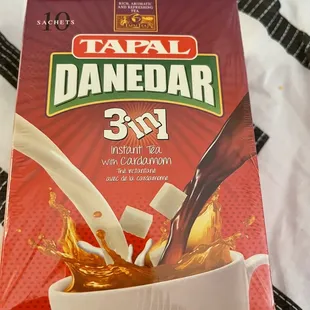 10
SACHETS
RICH, AROMATIC
AND REFRESHING
TEA
TAPAL
DANEDAR
3in1
Instant Tea
with Cardamom
Thé instantané
avec de la cardamome